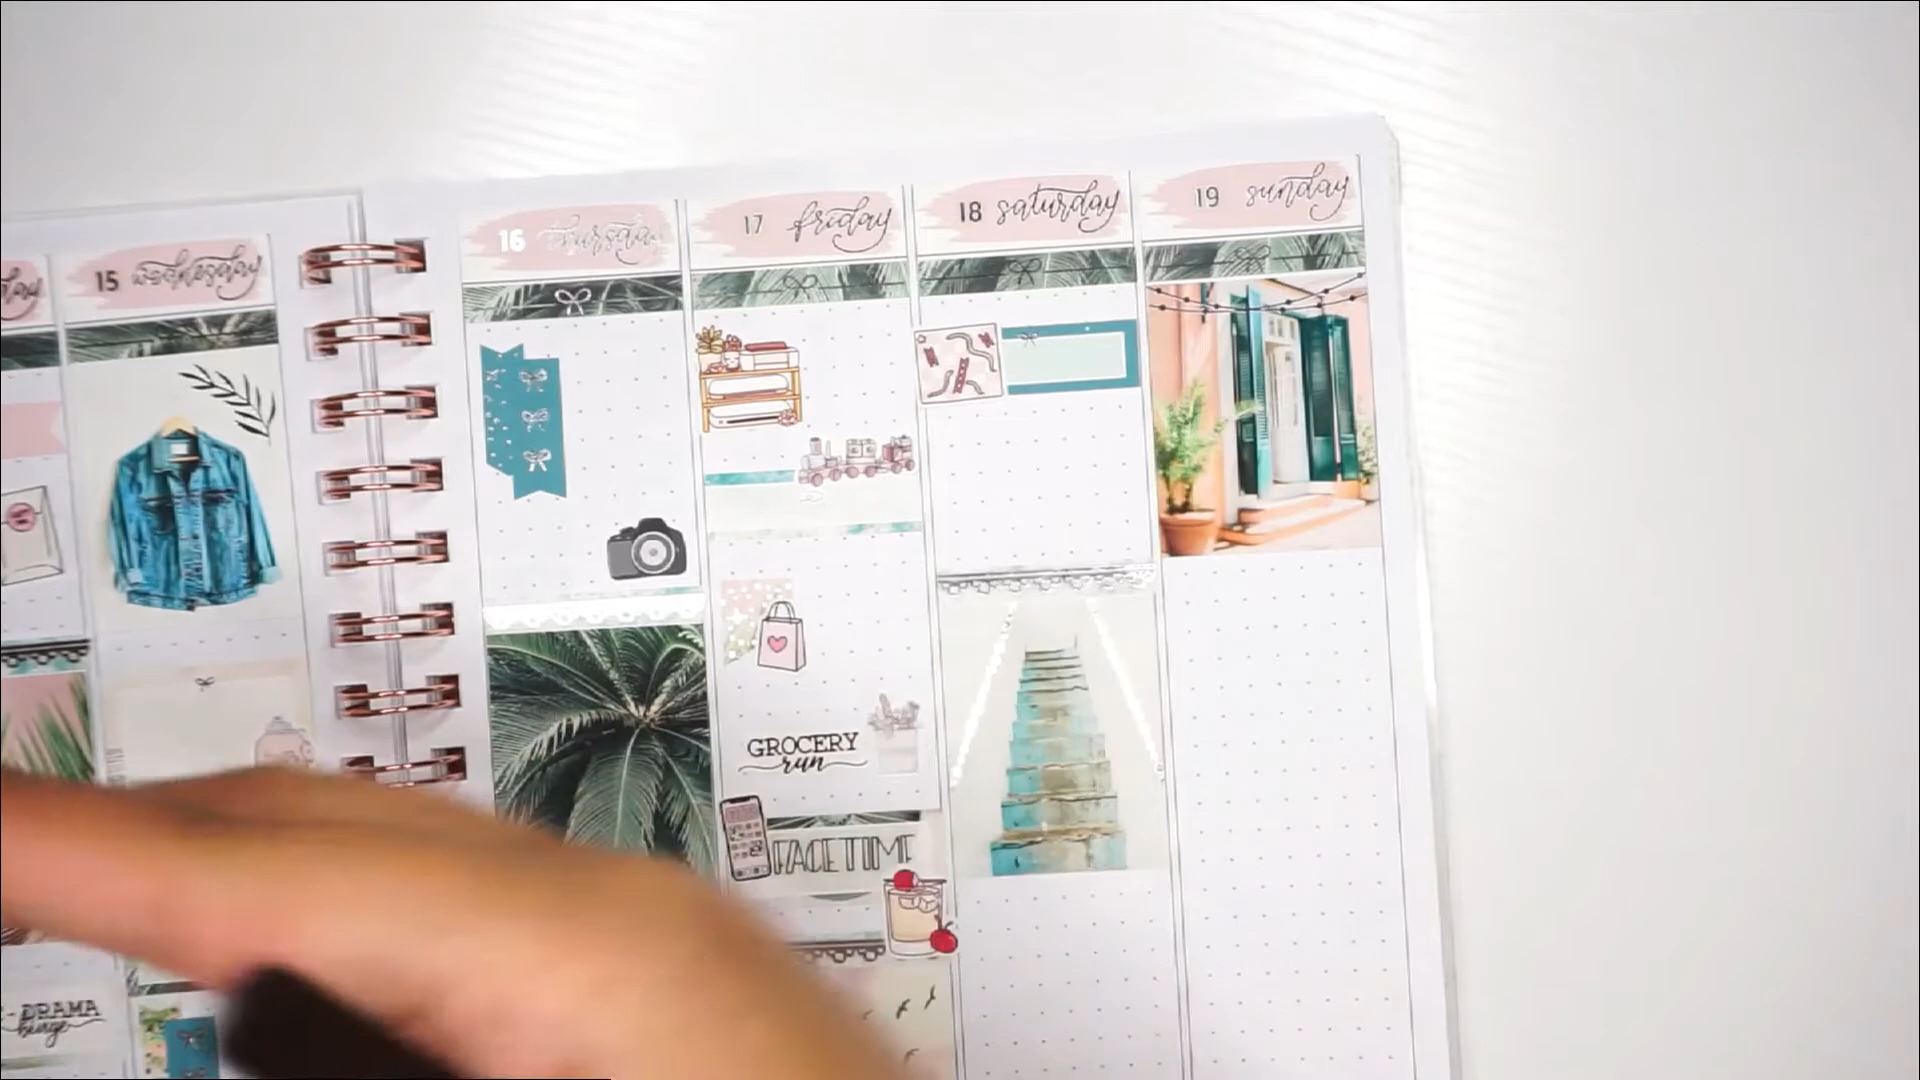 15 wednesday
16 thursday
17 friday
18 saturday
19 sunday
GROCERY
run
FACETIME
DRAMA
binge